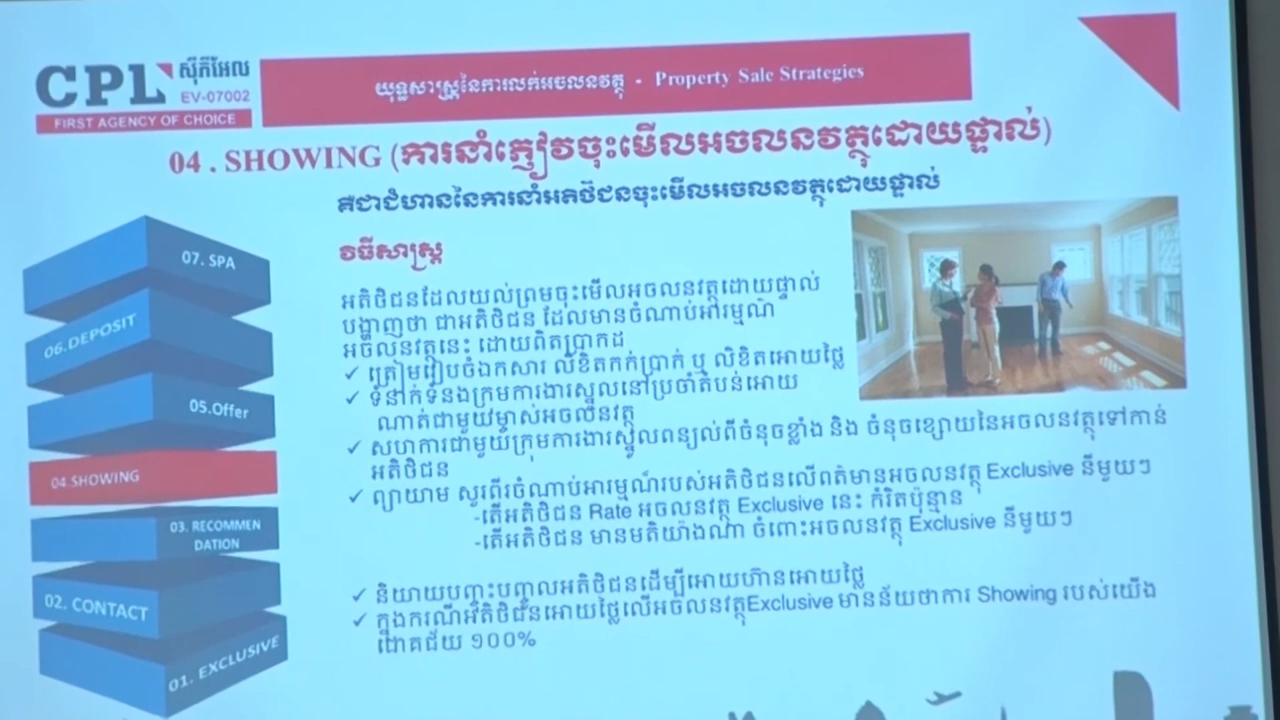 CPL ស៊ីភីអែល
EV-07002
FIRST AGENCY OF CHOICE
យុទ្ធសាស្ត្រនៃការលក់អចលនវត្ថុ - Property Sale Strategies
04 . SHOWING (ការនាំភ្ញៀវចុះមើលអចលនវត្ថុដោយផ្ទាល់)
គឺជាជំហាននៃការនាំអតិថិជនចុះមើលអចលនវត្ថុដោយផ្ទាល់
វិធីសាស្ត្រ
អតិថិជនដែលយល់ព្រមចុះមើលអចលនវត្ថុដោយផ្ទាល់
បង្ហាញថា ជាអតិថិជន ដែលមានចំណាប់អារម្មណ៍
អចលនវត្ថុនេះ ដោយពិតប្រាកដ
✓ ត្រៀមរៀបចំឯកសារ លិខិតកក់ប្រាក់ ឬ លិខិតអោយថ្លៃ
✓ ទំនាក់ទំនងក្រមការងារស្នូលនៅប្រចាំតំបន់អោយ
ណាត់ជាមួយម្ចាស់អចលនវត្ថុ
✓ សហការជាមួយក្រុមការងារស្នូលពន្យល់ពីចំនុចខ្លាំង និង ចំនុចខ្សោយនៃអចលនវត្ថុទៅកាន់
អតិថិជន
✓ ព្យាយាម សួរពីរចំណាប់អារម្មណ៍របស់អតិថិជនលើពត៌មានអចលនវត្ថុ Exclusive នីមួយៗ
-តើអតិថិជន Rate អចលនវត្ថុ Exclusive នេះ កំរិតប៉ុន្មាន
-តើអតិថិជន មានមតិយ៉ាងណា ចំពោះអចលនវត្ថុ Exclusive នីមួយៗ
✓ និយាយបញ្ចុះបញ្ចូលអតិថិជនដើម្បីអោយហ៊ានអោយថ្លៃ
✓ ក្នុងករណីអតិថិជនអោយថ្លៃលើអចលនវត្ថុExclusive មានន័យថាការ Showing របស់យើង
ជោគជ័យ ១០០%
07. SPA
06.DEPOSIT
05.Offer
04.SHOWING
03. RECOMMEN
DATION
02. CONTACT
01. EXCLUSIVE